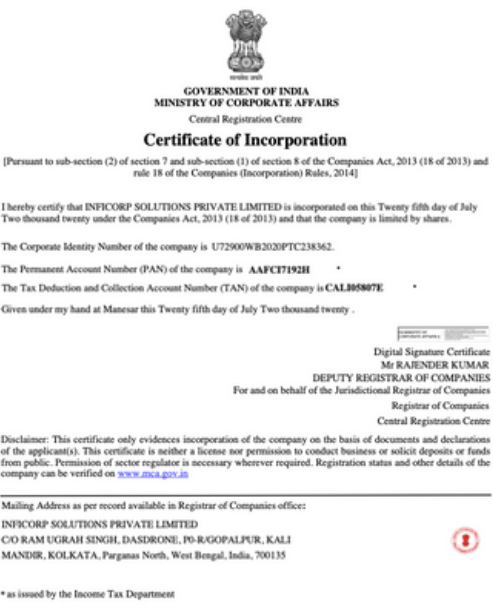 सत्यमेव जयते
GOVERNMENT OF INDIA
MINISTRY OF CORPORATE AFFAIRS
Central Registration Centre
Certificate of Incorporation
[Pursuant to sub-section (2) of section 7 and sub-section (1) of section 8 of the Companies Act, 2013 (18 of 2013) and
rule 18 of the Companies (Incorporation) Rules, 2014]
I hereby certify that INFICORP SOLUTIONS PRIVATE LIMITED is incorporated on this Twenty fifth day of July
Two thousand twenty under the Companies Act, 2013 (18 of 2013) and that the company is limited by shares.
The Corporate Identity Number of the company is U72900WB2020PTC238362.
The Permanent Account Number (PAN) of the company is AAFCI7192H *
The Tax Deduction and Collection Account Number (TAN) of the company is CALI05807E *
Given under my hand at Manesar this Twenty fifth day of July Two thousand twenty .
Digital Signature Certificate
Mr RAJENDER KUMAR
DEPUTY REGISTRAR OF COMPANIES
For and on behalf of the Jurisdictional Registrar of Companies
Registrar of Companies
Central Registration Centre
Disclaimer: This certificate only evidences incorporation of the company on the basis of documents and declarations
of the applicant(s). This certificate is neither a license nor permission to conduct business or solicit deposits or funds
from public. Permission of sector regulator is necessary wherever required. Registration status and other details of the
company can be verified on www.mca.gov.in
Mailing Address as per record available in Registrar of Companies office:
INFICORP SOLUTIONS PRIVATE LIMITED
C/O RAM UGRAH SINGH, DASDRONE, P0-R/GOPALPUR, KALI
MANDIR, KOLKATA, Parganas North, West Bengal, India, 700135
* as issued by the Income Tax Department